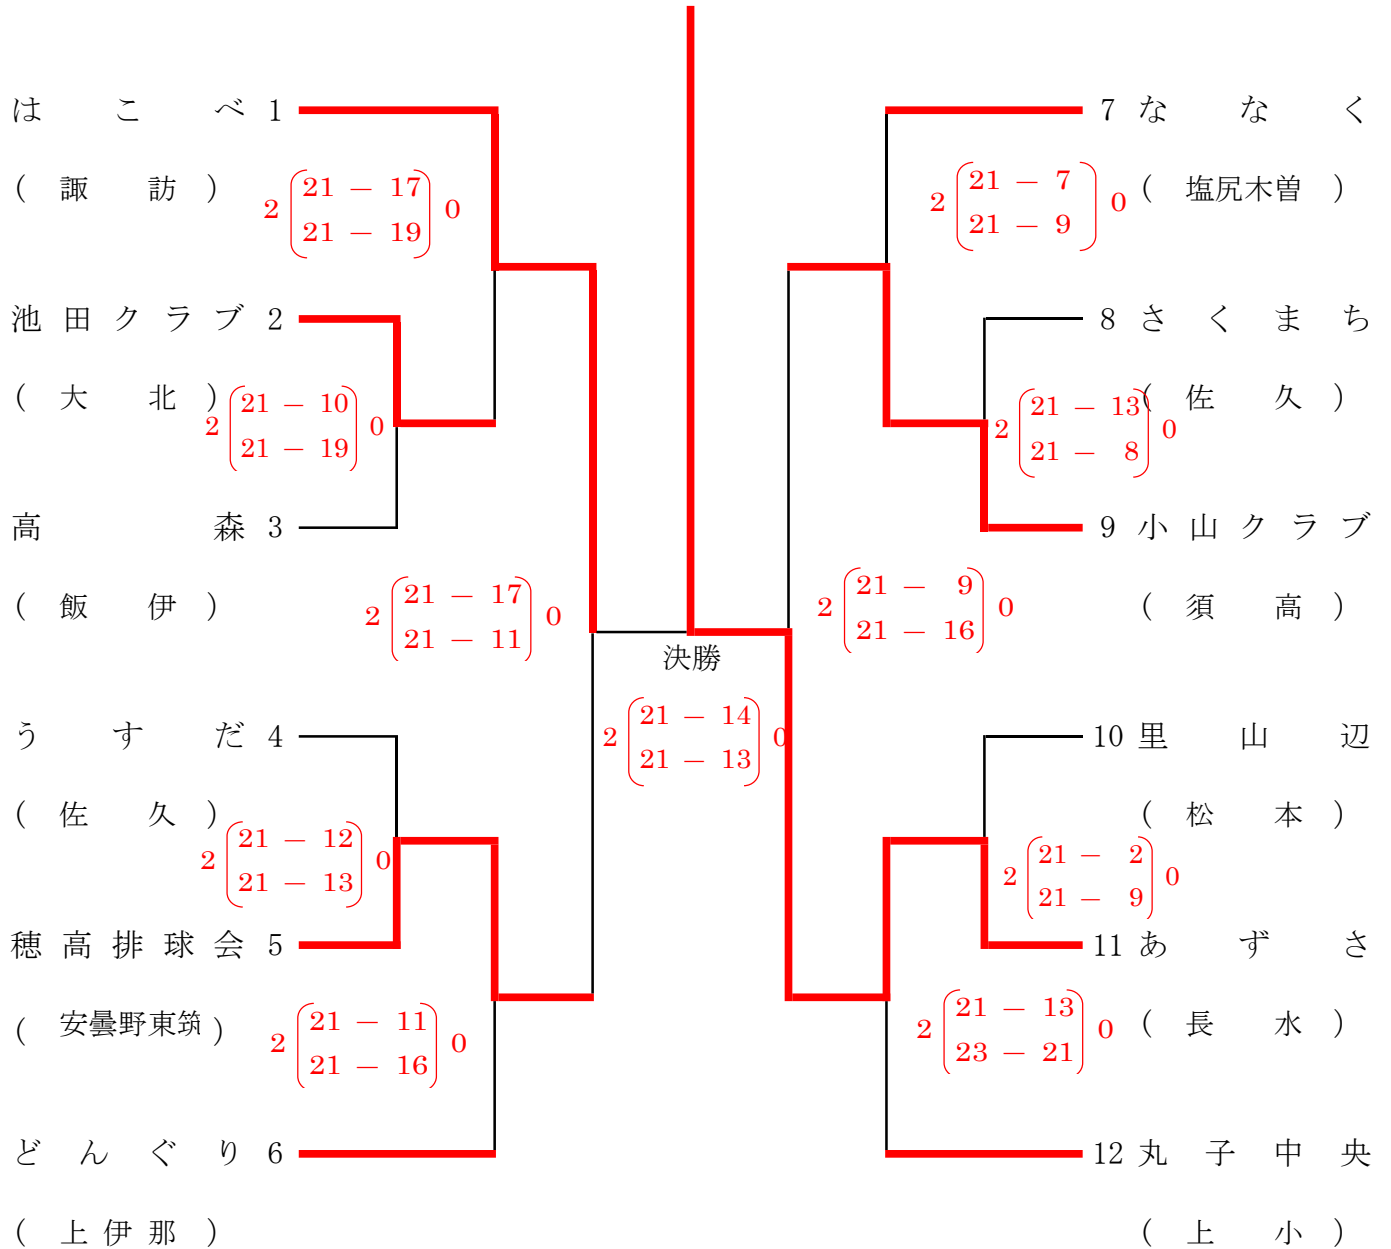 はこべ 1
(諏訪)
2 21 − 17 0
21 − 19
池田クラブ 2
(大北)
2 21 − 10 0
21 − 19
高森 3
(飯伊)
2 21 − 17 0
21 − 11
うすだ 4
(佐久)
2 21 − 12 0
21 − 13
穂高排球会 5
(安曇野東筑)
2 21 − 11 0
21 − 16
どんぐり 6
(上伊那)
決勝
2 21 − 14 0
21 − 13
7 ななく
(塩尻木曽)
2 21 − 7 0
21 − 9
8 さくまち
(佐久)
2 21 − 13 0
21 − 8
9 小山クラブ
(須高)
2 21 − 9 0
21 − 16
10 里山辺
(松本)
2 21 − 2 0
21 − 9
11 あずさ
(長水)
2 21 − 13 0
23 − 21
12 丸子中央
(上小)